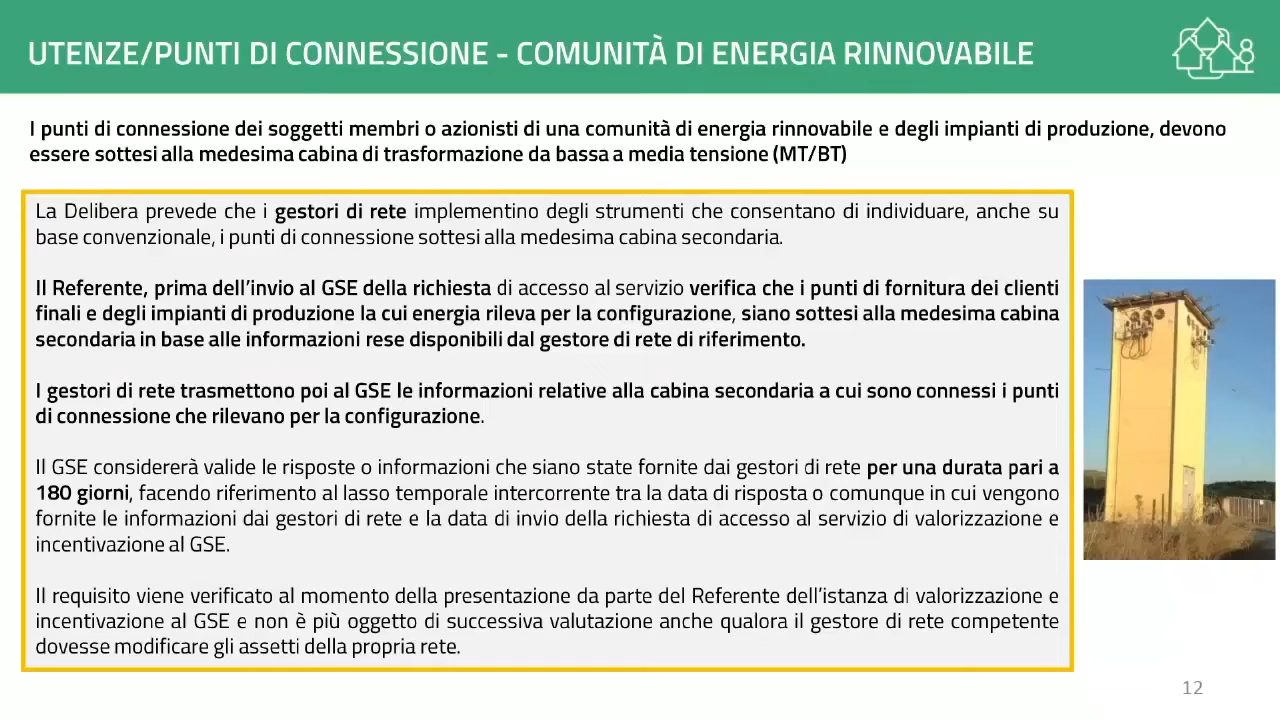 UTENZE/PUNTI DI CONNESSIONE - COMUNITÀ DI ENERGIA RINNOVABILE
I punti di connessione dei soggetti membri o azionisti di una comunità di energia rinnovabile e degli impianti di produzione, devono
essere sottesi alla medesima cabina di trasformazione da bassa a media tensione (MT/BT)
La Delibera prevede che i gestori di rete implementino degli strumenti che consentano di individuare, anche su
base convenzionale, i punti di connessione sottesi alla medesima cabina secondaria.
Il Referente, prima dell'invio al GSE della richiesta di accesso al servizio verifica che i punti di fornitura dei clienti
finali e degli impianti di produzione la cui energia rileva per la configurazione, siano sottesi alla medesima cabina
secondaria in base alle informazioni rese disponibili dal gestore di rete di riferimento.
I gestori di rete trasmettono poi al GSE le informazioni relative alla cabina secondaria a cui sono connessi i punti
di connessione che rilevano per la configurazione.
Il GSE considererà valide le risposte o informazioni che siano state fornite dai gestori di rete per una durata pari a
180 giorni, facendo riferimento al lasso temporale intercorrente tra la data di risposta o comunque in cui vengono
fornite le informazioni dai gestori di rete e la data di invio della richiesta di accesso al servizio di valorizzazione e
incentivazione al GSE.
Il requisito viene verificato al momento della presentazione da parte del Referente dell'istanza di valorizzazione e
incentivazione al GSE e non è più oggetto di successiva valutazione anche qualora il gestore di rete competente
dovesse modificare gli assetti della propria rete.
12